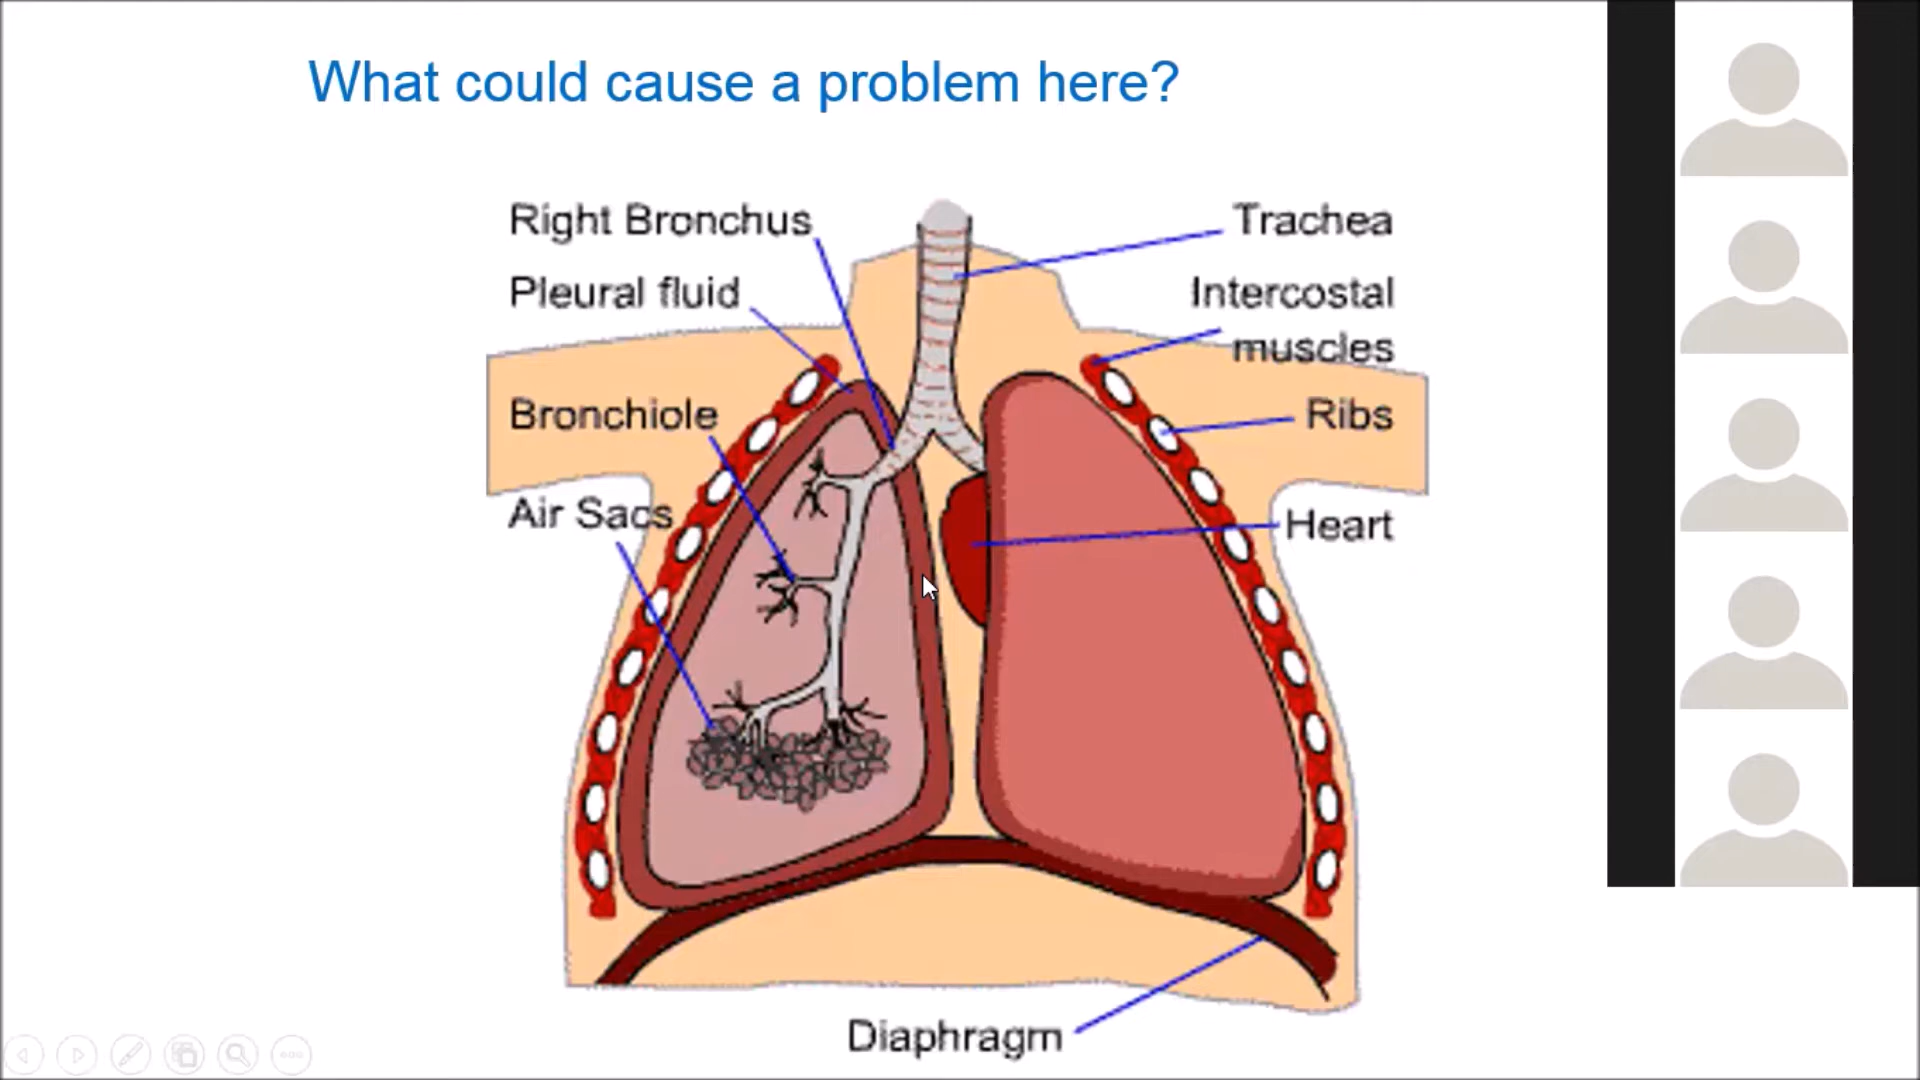 What could cause a problem here?
Right Bronchus
Trachea
Pleural fluid
Intercostal
muscles
Bronchiole
Ribs
Air Sacs
Heart
Diaphragm